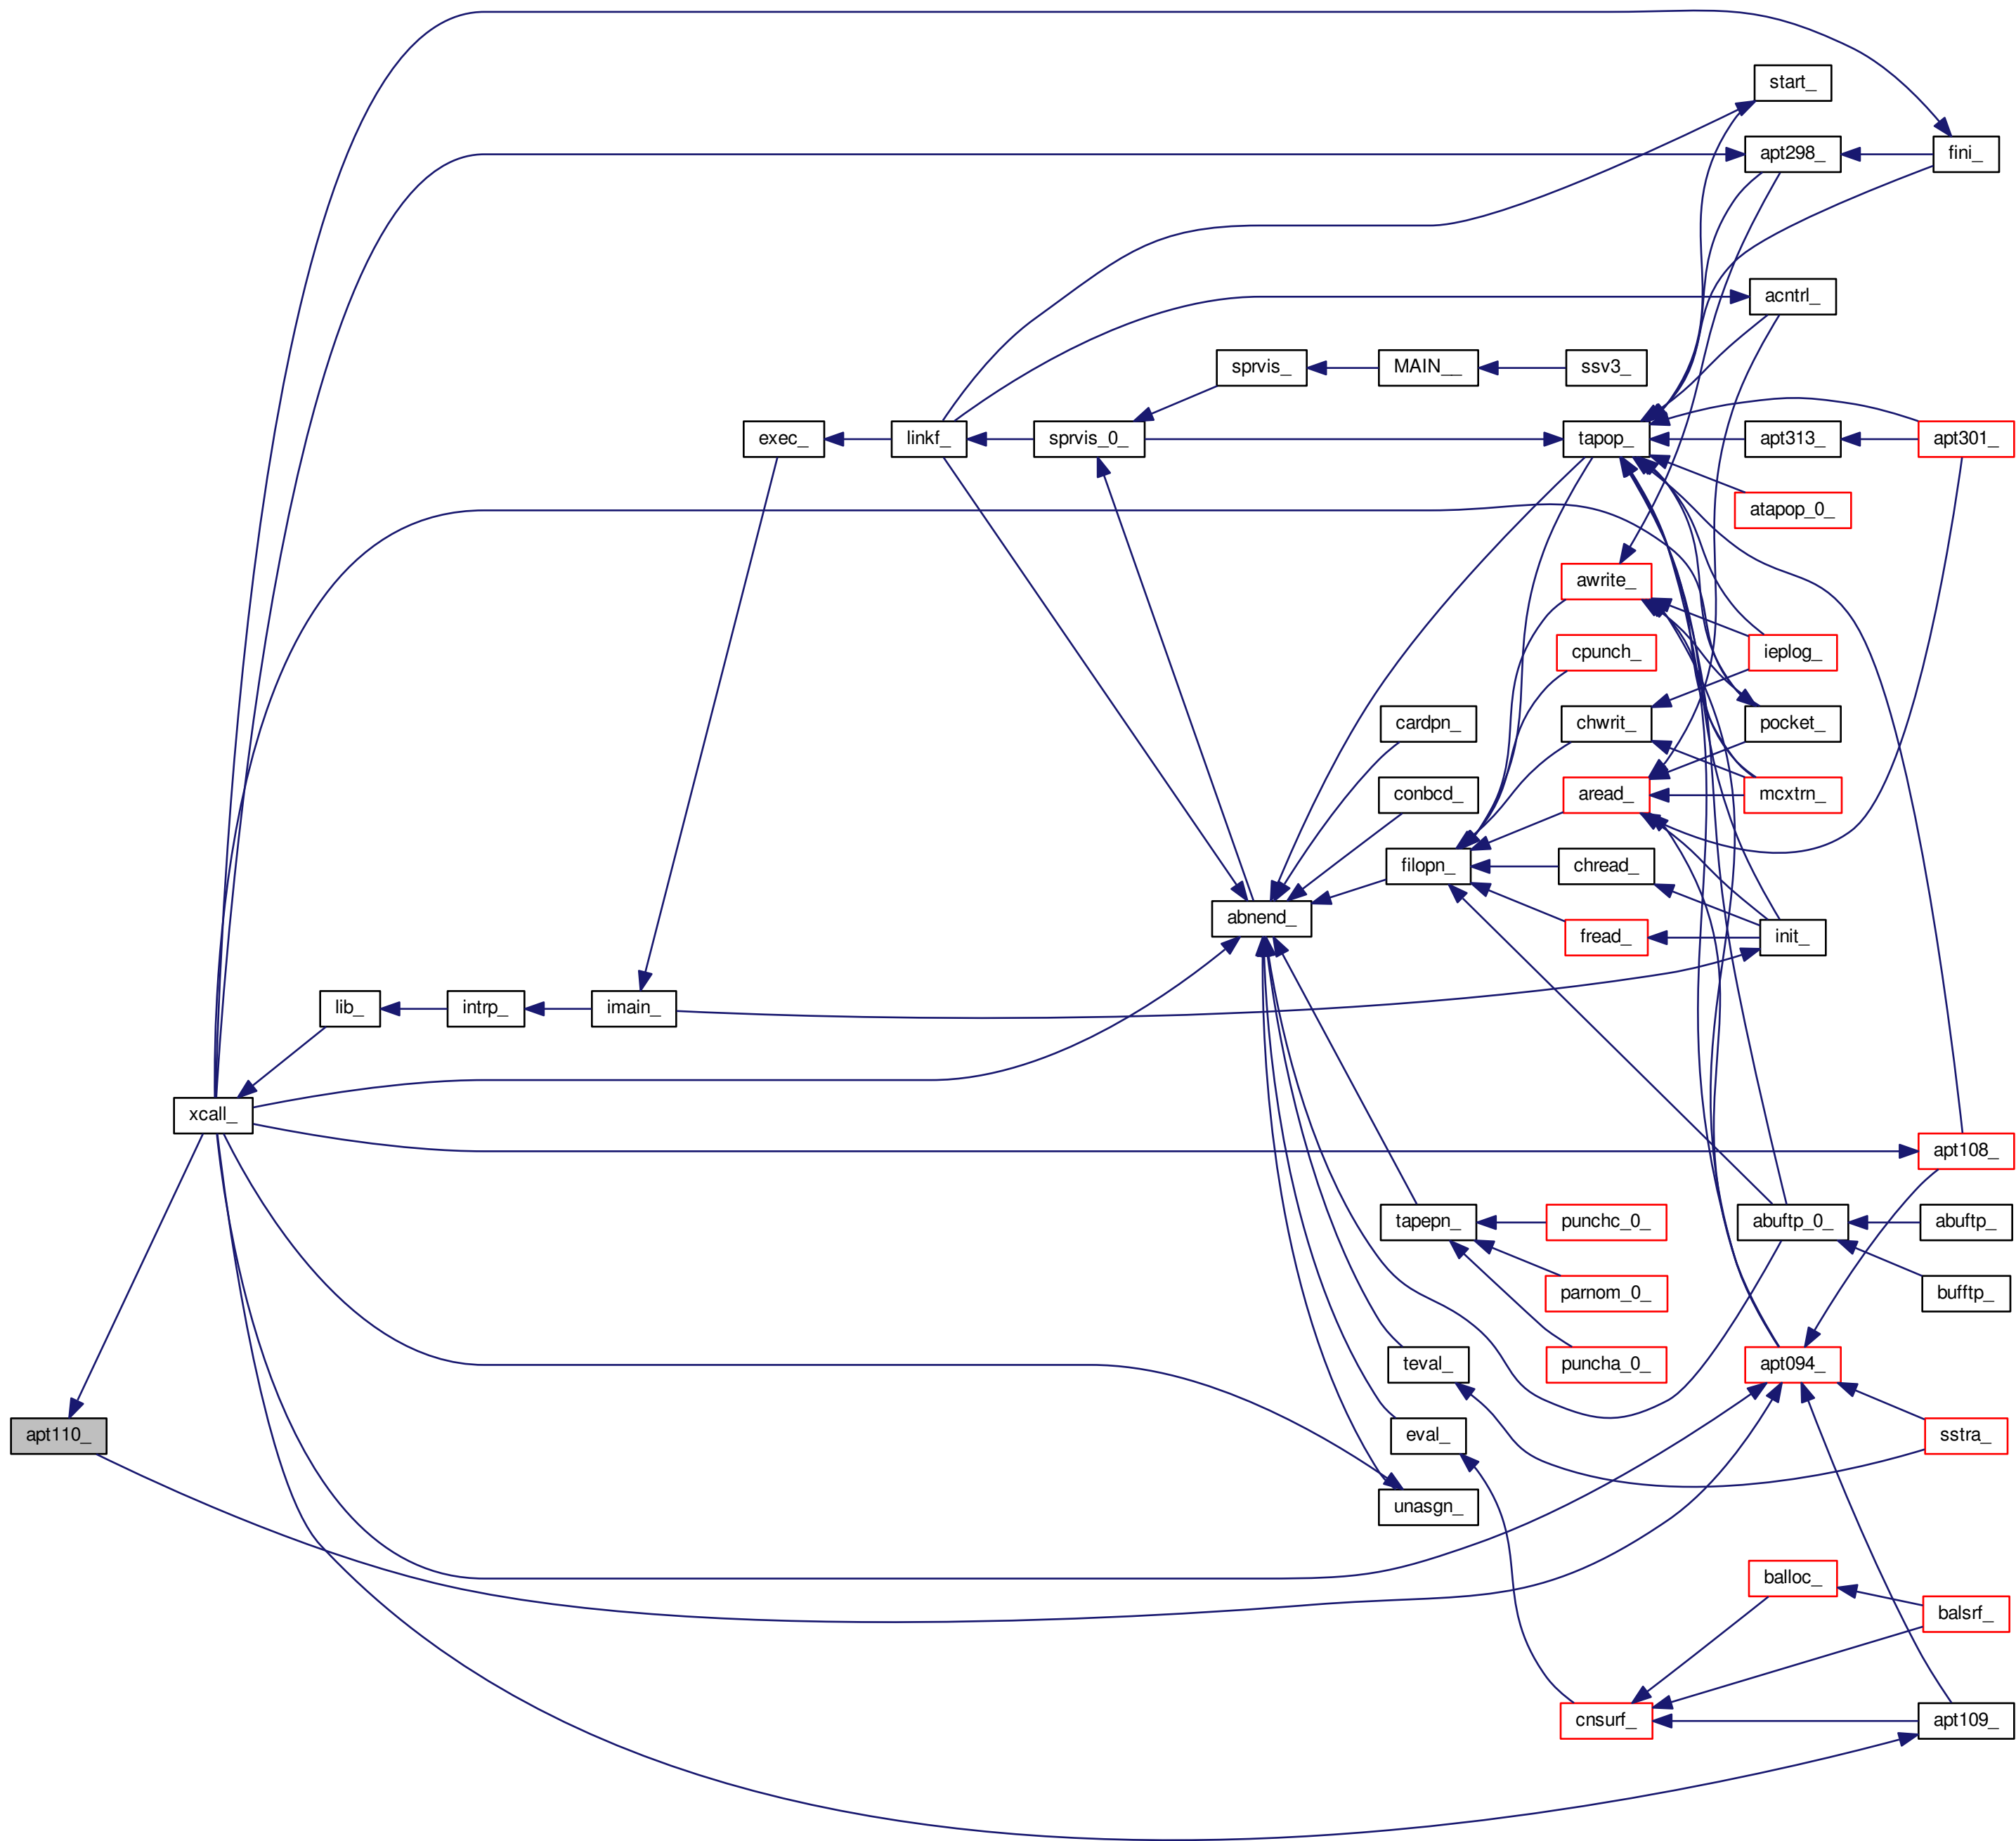 start_
apt298_
fini_
acntrl_
sprvis_
MAIN__
ssv3_
exec_
linkf_
sprvis_0_
tapop_
apt313_
apt301_
atapop_0_
awrite_
cpunch_
ieplog_
cardpn_
chwrit_
pocket_
conbcd_
aread_
mcxtrn_
filopn_
chread_
abnend_
fread_
init_
lib_
intrp_
imain_
xcall_
apt108_
tapepn_
punchc_0_
abuftp_0_
abuftp_
parnom_0_
bufftp_
teval_
puncha_0_
apt094_
apt110_
eval_
sstra_
unasgn_
balloc_
balsrf_
cnsurf_
apt109_